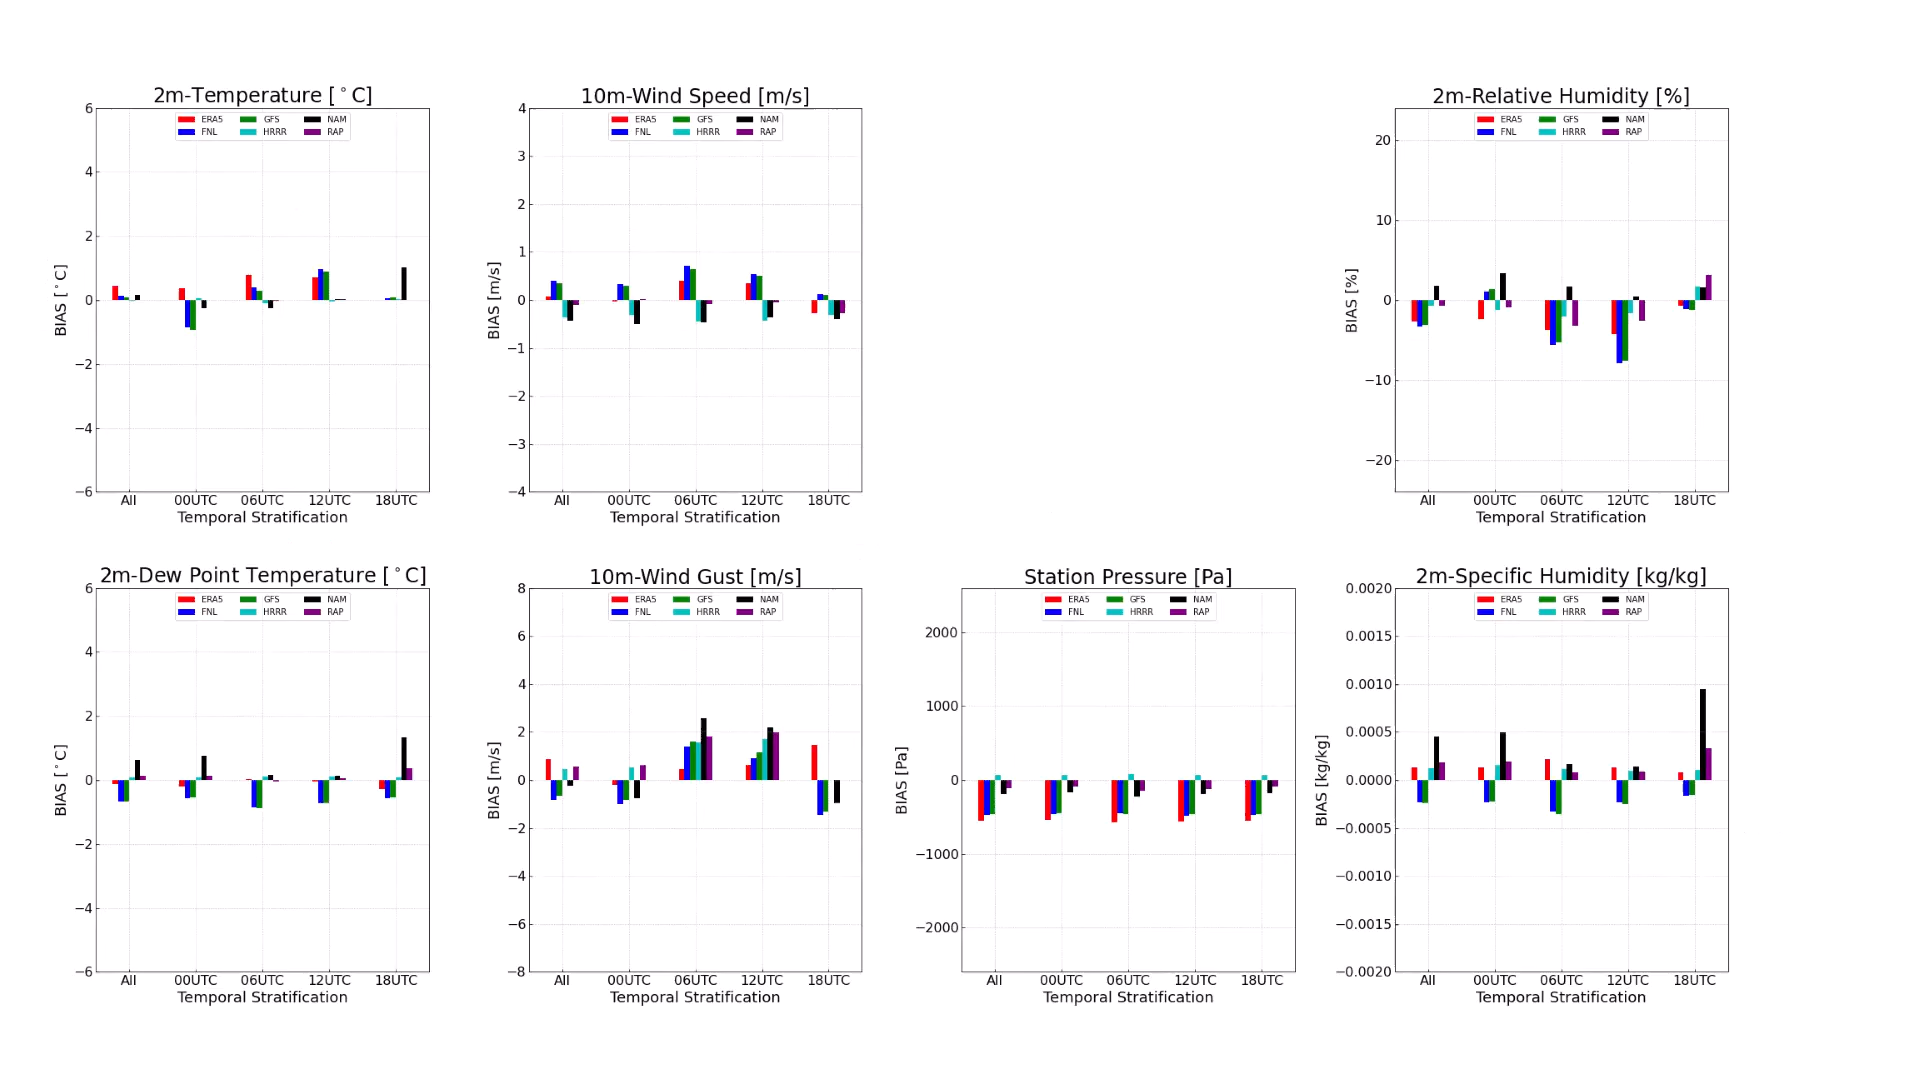 2m-Temperature [°C]
ERA5 GFS NAM
FNL HRRR RAP
6
4
2
0
−2
−4
−6
BIAS [°C]
All 00UTC 06UTC 12UTC 18UTC
Temporal Stratification
10m-Wind Speed [m/s]
ERA5 GFS NAM
FNL HRRR RAP
4
3
2
1
0
−1
−2
−3
−4
BIAS [m/s]
All 00UTC 06UTC 12UTC 18UTC
Temporal Stratification
2m-Relative Humidity [%]
ERA5 GFS NAM
FNL HRRR RAP
20
10
0
−10
−20
BIAS [%]
All 00UTC 06UTC 12UTC 18UTC
Temporal Stratification
2m-Dew Point Temperature [°C]
ERA5 GFS NAM
FNL HRRR RAP
6
4
2
0
−2
−4
−6
BIAS [°C]
All 00UTC 06UTC 12UTC 18UTC
Temporal Stratification
10m-Wind Gust [m/s]
ERA5 GFS NAM
FNL HRRR RAP
8
6
4
2
0
−2
−4
−6
−8
BIAS [m/s]
All 00UTC 06UTC 12UTC 18UTC
Temporal Stratification
Station Pressure [Pa]
ERA5 GFS NAM
FNL HRRR RAP
2000
1000
0
−1000
−2000
BIAS [Pa]
All 00UTC 06UTC 12UTC 18UTC
Temporal Stratification
2m-Specific Humidity [kg/kg]
ERA5 GFS NAM
FNL HRRR RAP
0.0020
0.0015
0.0010
0.0005
0.0000
−0.0005
−0.0010
−0.0015
−0.0020
BIAS [kg/kg]
All 00UTC 06UTC 12UTC 18UTC
Temporal Stratification